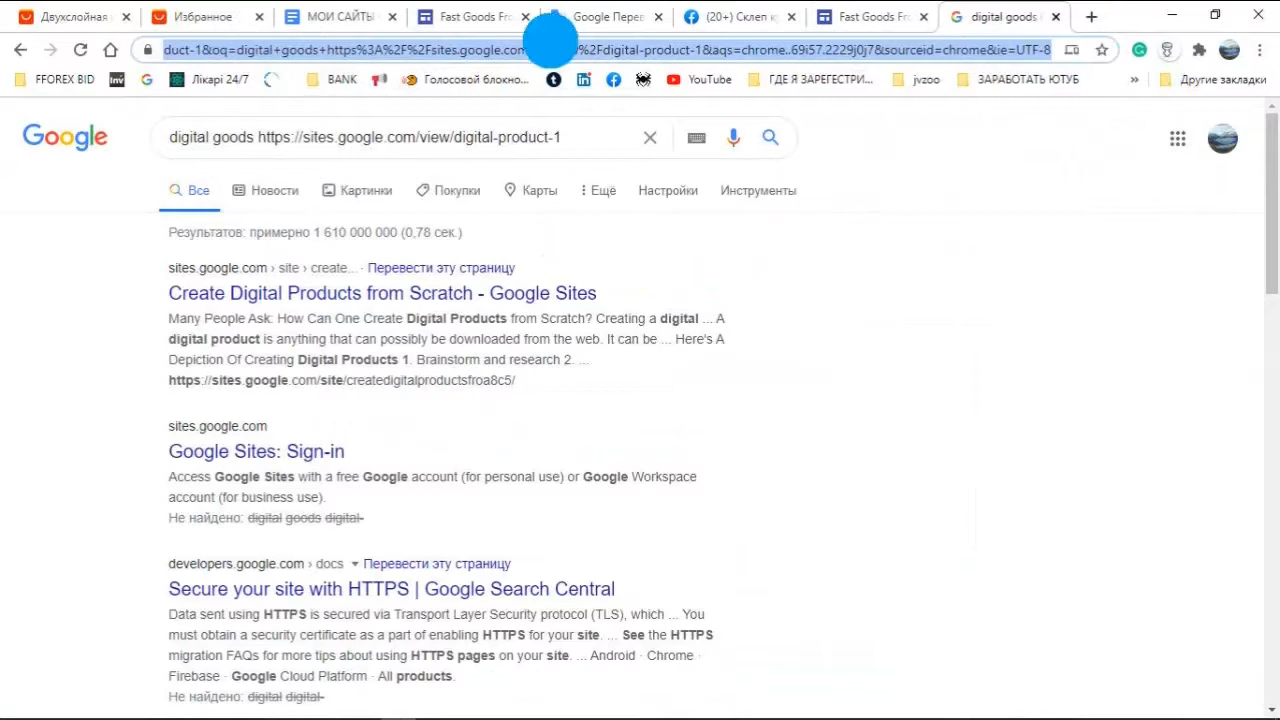 Двухслойная
Избранное
МОИ САЙТЫ
Fast Goods Fro
Google Перев
(20+) Склеп к
Fast Goods Fro
digital goods
duct-1&oq=digital+goods+https%3A%2F%2Fsites.google.com %2Fdigital-product-1&aqs=chrome..69i57.2229j0j7&sourceid=chrome&ie=UTF-8
FFOREX BID
Inv
Лікарі 24/7
BANK
Голосовой блокно...
YouTube
ГДЕ Я ЗАРЕГЕСТРИ...
jvzoo
ЗАРАБОТАТЬ ЮТУБ
»
Другие закладки
Google
digital goods https://sites.google.com/view/digital-product-1
Все
Новости
Картинки
Покупки
Карты
Ещё
Настройки
Инструменты
Результатов: примерно 1 610 000 000 (0,78 сек.)
sites.google.com › site › create... · Перевести эту страницу
Create Digital Products from Scratch - Google Sites
Many People Ask: How Can One Create Digital Products from Scratch? Creating a digital ... A
digital product is anything that can possibly be downloaded from the web. It can be ... Here's A
Depiction Of Creating Digital Products 1. Brainstorm and research 2. ...
https://sites.google.com/site/createdigitalproductsfroa8c5/
sites.google.com
Google Sites: Sign-in
Access Google Sites with a free Google account (for personal use) or Google Workspace
account (for business use).
Не найдено: digital goods digital-
developers.google.com › docs ▾ Перевести эту страницу
Secure your site with HTTPS | Google Search Central
Data sent using HTTPS is secured via Transport Layer Security protocol (TLS), which ... You
must obtain a security certificate as a part of enabling HTTPS for your site. ... See the HTTPS
migration FAQs for more tips about using HTTPS pages on your site. ... Android · Chrome ·
Firebase · Google Cloud Platform · All products.
Не найдено: digital digital-